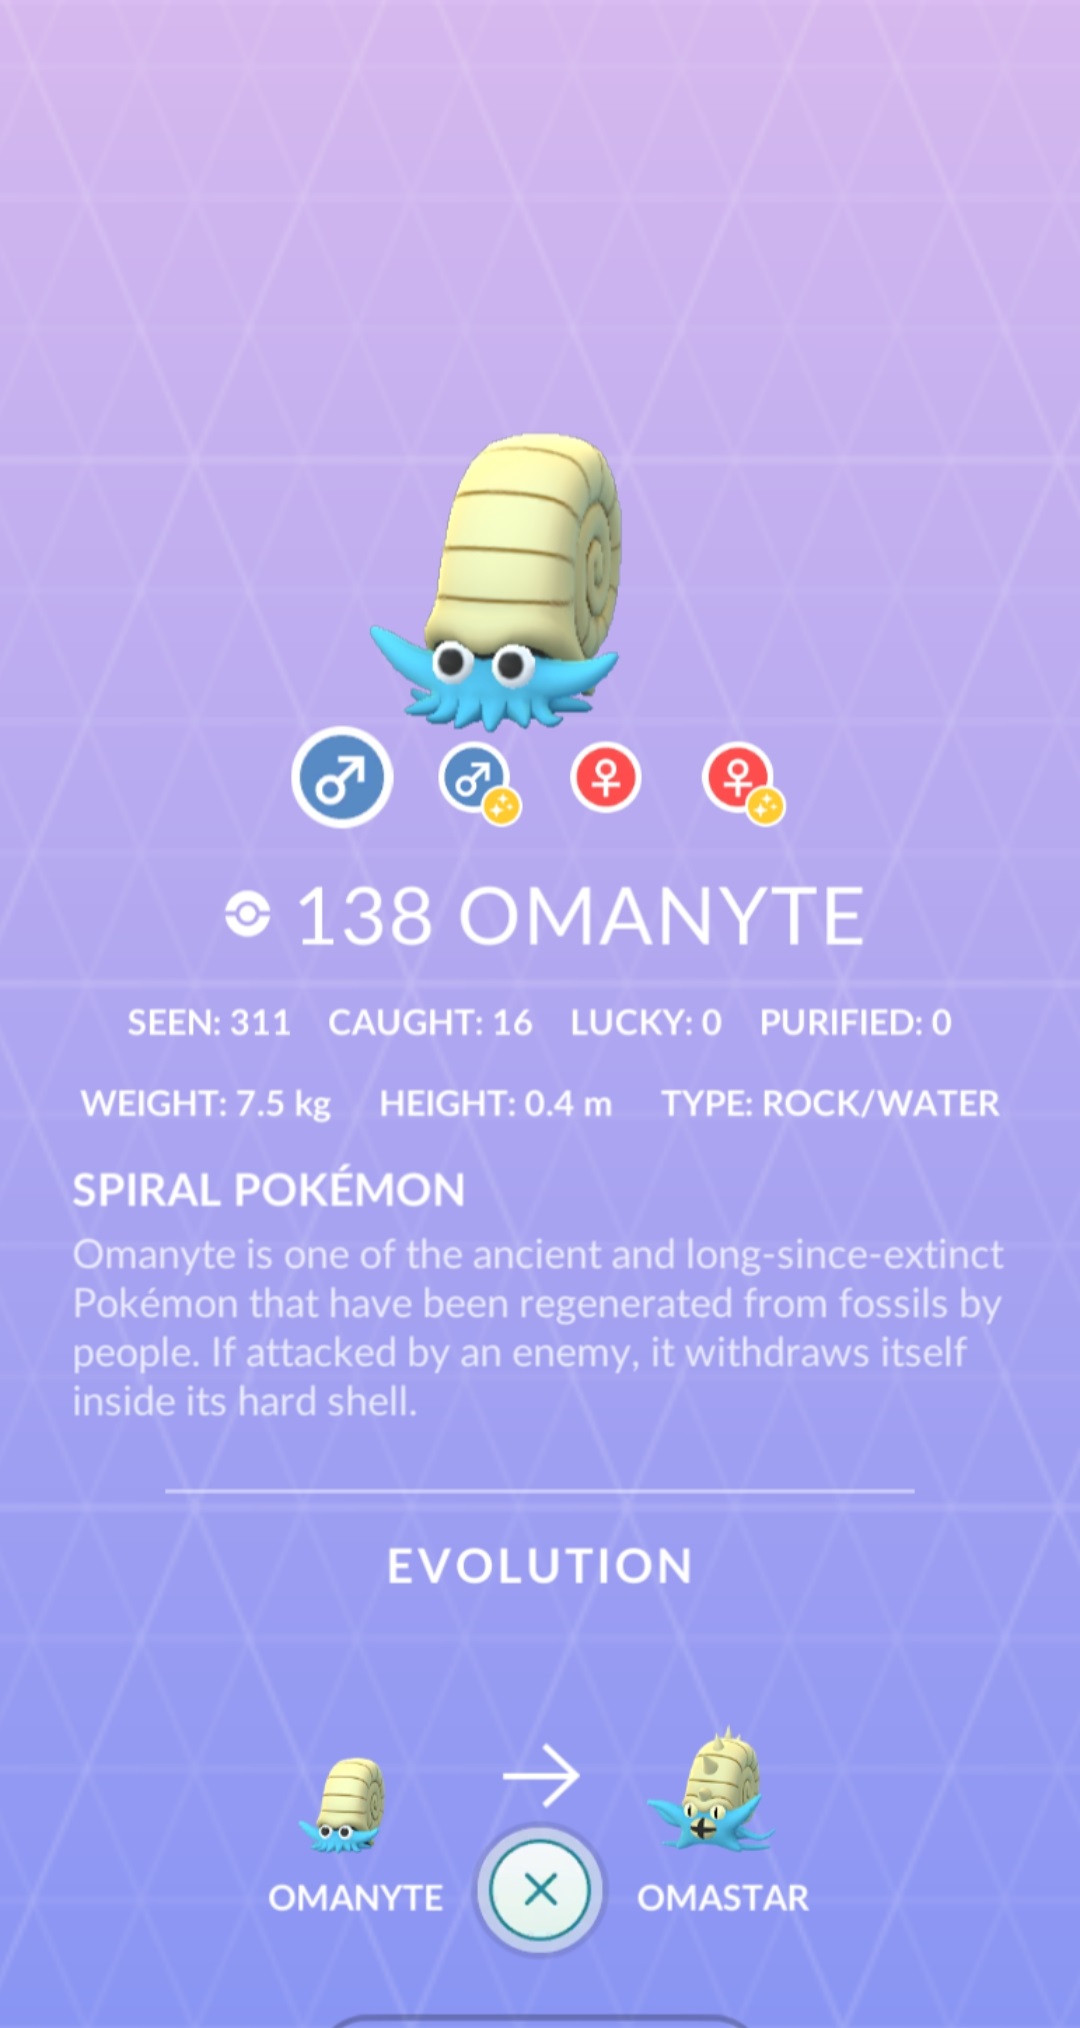 138 OMANYTE
SEEN: 311 CAUGHT: 16 LUCKY: 0 PURIFIED: 0
WEIGHT: 7.5 kg HEIGHT: 0.4 m TYPE: ROCK/WATER
SPIRAL POKÉMON
Omanyte is one of the ancient and long-since-extinct
Pokémon that have been regenerated from fossils by
people. If attacked by an enemy, it withdraws itself
inside its hard shell.
EVOLUTION
OMANYTE OMASTAR